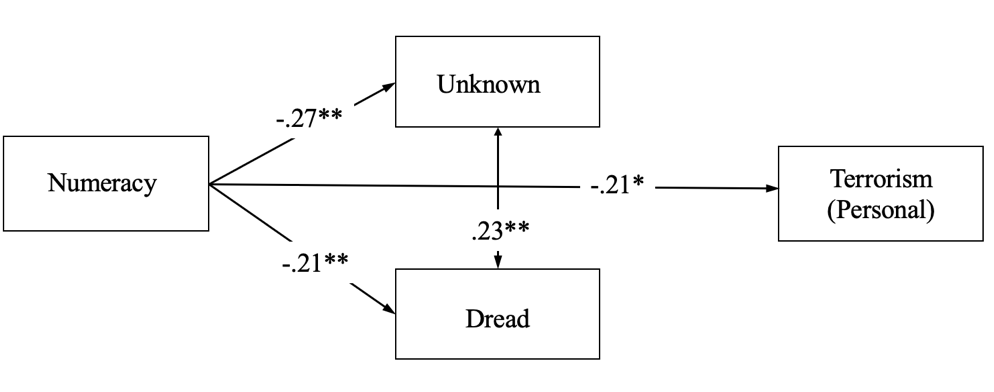 Unknown
-.27**
Numeracy
-.21*
Terrorism
(Personal)
.23**
-.21**
Dread